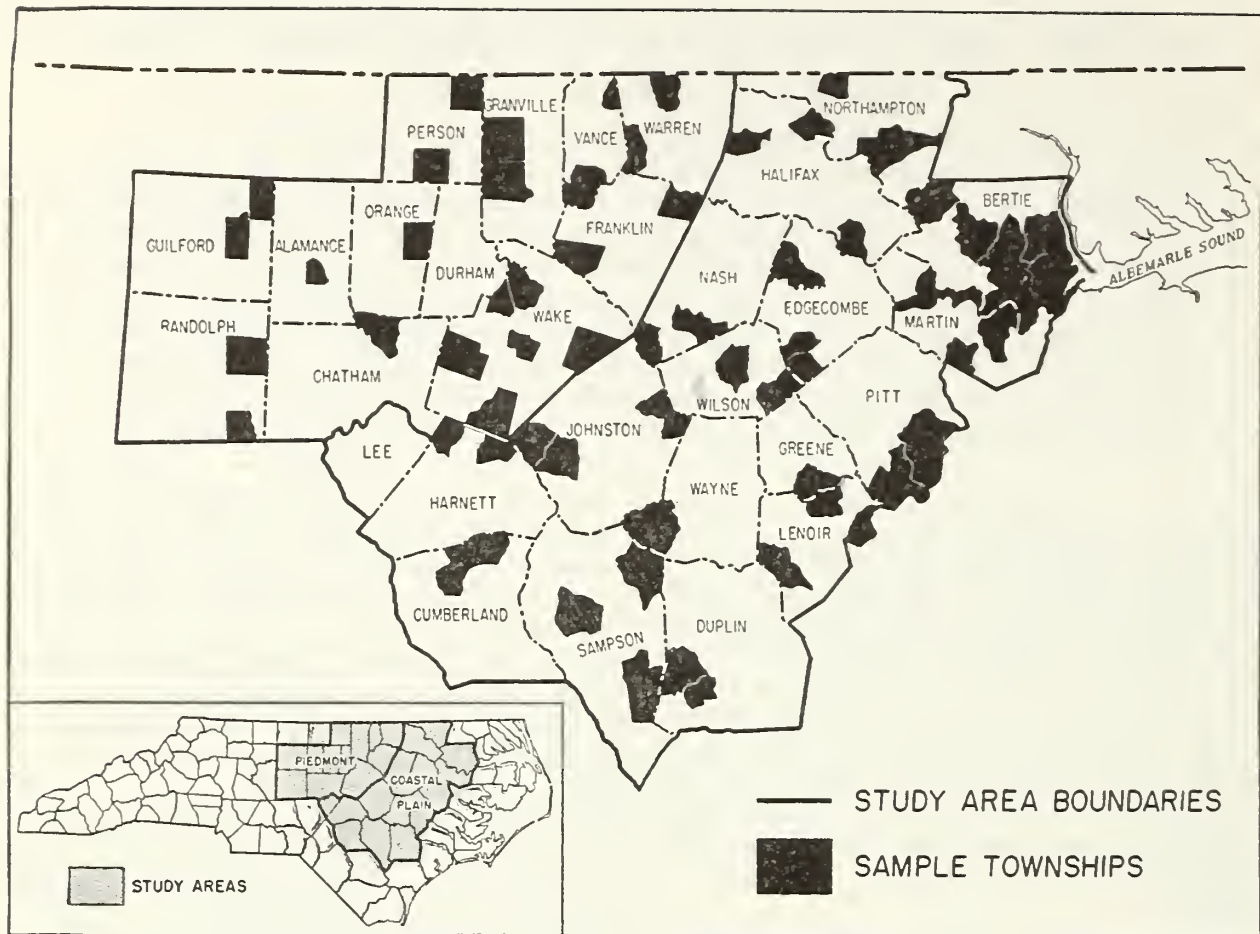 GRANVILLE
NORTHAMPTON
PERSON
VANCE
WARREN
HALIFAX
BERTIE
ORANGE
FRANKLIN
GUILFORD
ALAMANCE
DURHAM
NASH
ALBEMARLE SOUND
EDGECOMBE
RANDOLPH
WAKE
MARTIN
CHATHAM
WILSON
PITT
JOHNSTON
LEE
GREENE
WAYNE
HARNETT
LENOIR
CUMBERLAND
SAMPSON
DUPLIN
PIEDMONT
COASTAL
PLAIN
STUDY AREAS
STUDY AREA BOUNDARIES
SAMPLE TOWNSHIPS